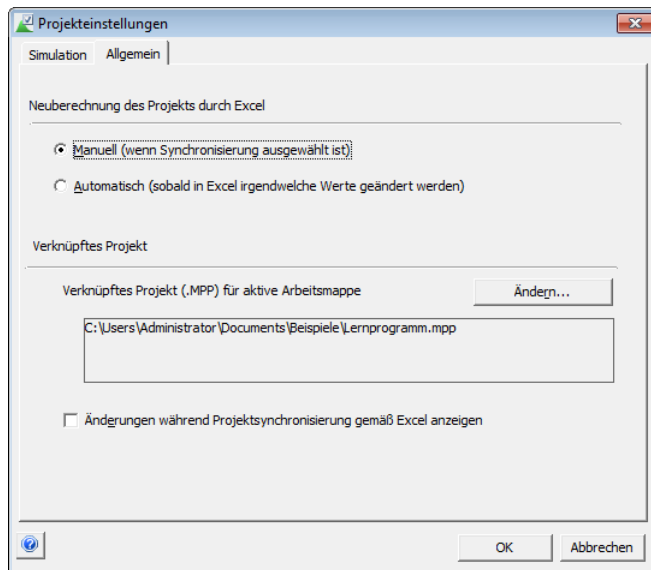 Projekteinstellungen
Simulation Allgemein
Neuberechnung des Projekts durch Excel
Manuell (wenn Synchronisierung ausgewählt ist)
Automatisch (sobald in Excel irgendwelche Werte geändert werden)
Verknüpftes Projekt
Verknüpftes Projekt (.MPP) für aktive Arbeitsmappe Ändern...
C:\Users\Administrator\Documents\Beispiele\Lernprogramm.mpp
Änderungen während Projektsynchronisierung gemäß Excel anzeigen
OK Abbrechen